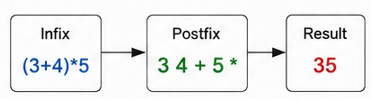 Infix
(3+4)*5
Postfix
3 4 + 5 *
Result
35